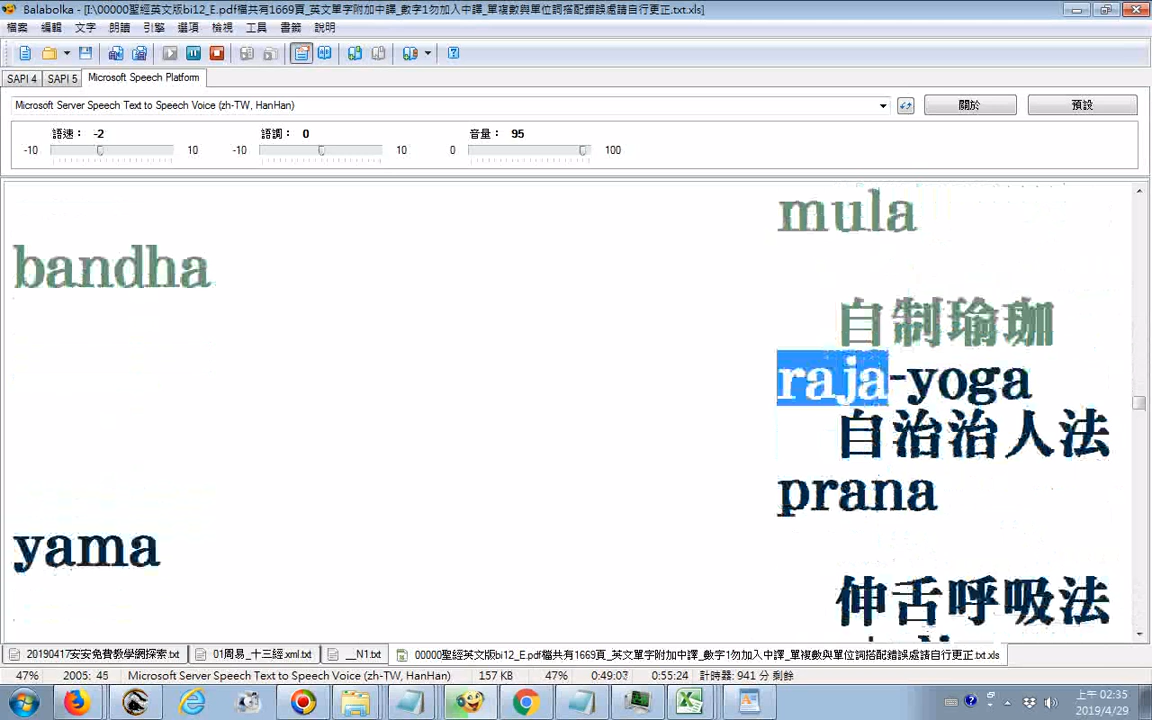 Balabolka - [I:\00000聖經英文版bi12_E.pdf檔共有1669頁_英文單字附加中譯_數字1勿加入中譯_單複數與單位詞搭配錯誤處請自行更正.txt.xls]
檔案 編輯 文字 朗讀 引擎 選項 檢視 工具 書籤 說明
SAPI 4 SAPI 5 Microsoft Speech Platform
Microsoft Server Speech Text to Speech Voice (zh-TW, HanHan) 關於 預設
語速： -2 語調： 0 音量： 95
-10 10 -10 10 0 100
mula
bandha
自制瑜珈
raja-yoga
自治治人法
prana
yama
伸舌呼吸法
20190417安安免費教學網探索.txt 01周易_十三經.xml.txt __N1.txt 00000聖經英文版bi12_E.pdf檔共有1669頁_英文單字附加中譯_數字1勿加入中譯_單複數與單位詞搭配錯誤處請自行更正.txt.xls
47% 2005: 45 Microsoft Server Speech Text to Speech Voice (zh-TW, HanHan) 47% 0:49:03 0:55:24 計時器: 941 分 剩餘
上午 02:35
2019/4/29